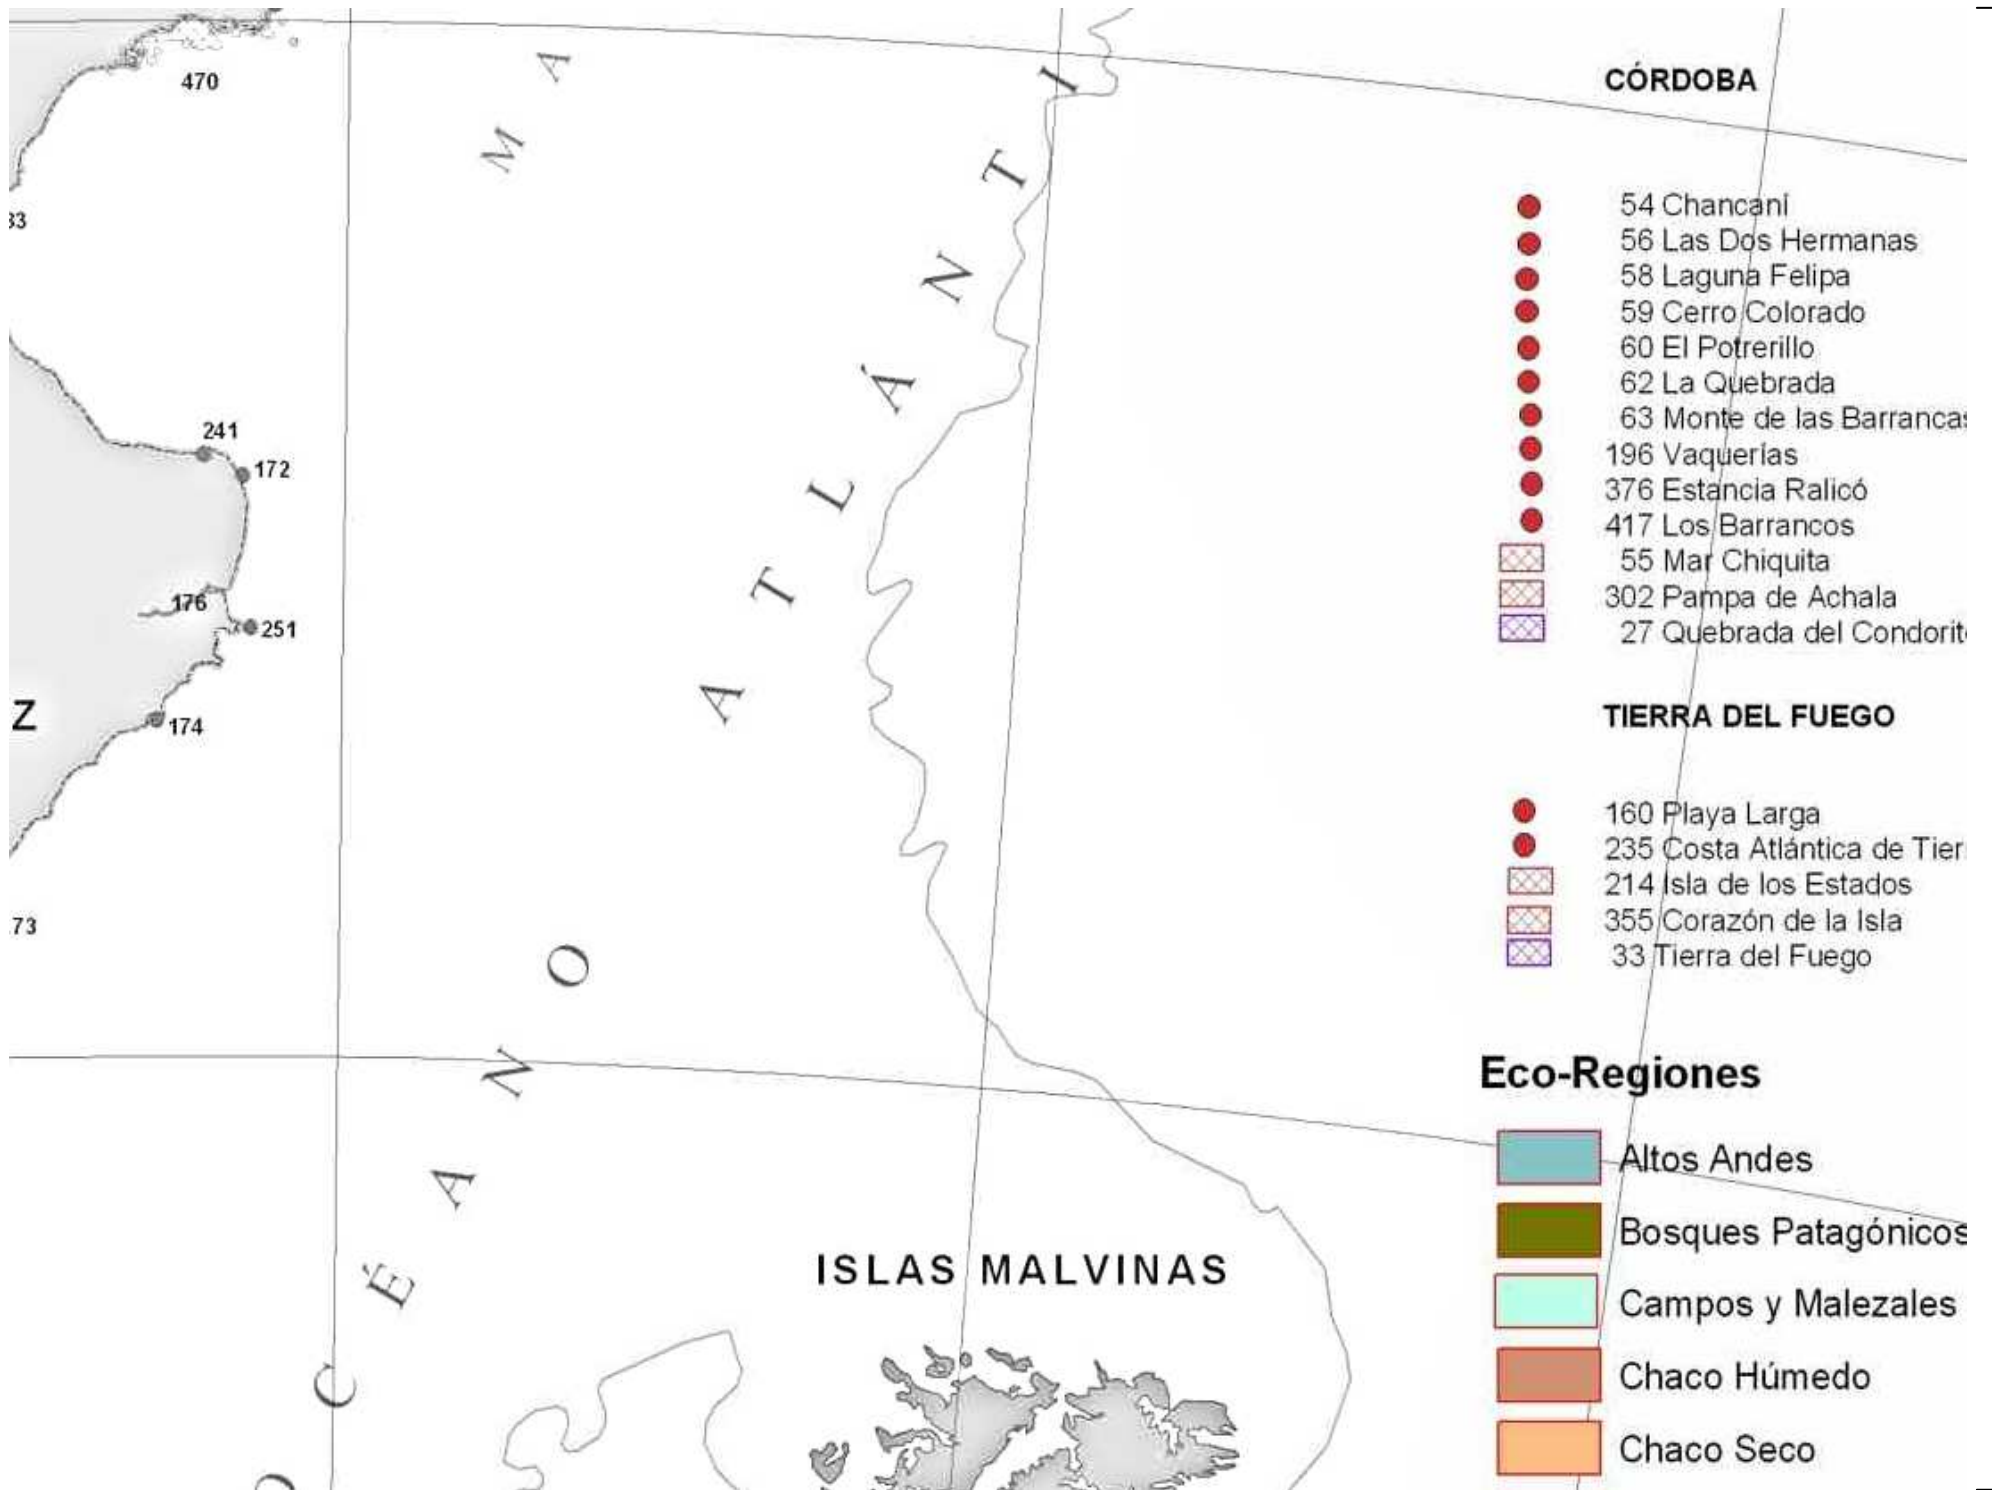 470
33
241
172
176
251
174
Z
73
M A
OCÉANO ATLÁNTI
ISLAS MALVINAS
CÓRDOBA
54 Chancaní
56 Las Dos Hermanas
58 Laguna Felipa
59 Cerro Colorado
60 El Potrerillo
62 La Quebrada
63 Monte de las Barrancas
196 Vaquerías
376 Estancia Ralicó
417 Los Barrancos
55 Mar Chiquita
302 Pampa de Achala
27 Quebrada del Condorit
TIERRA DEL FUEGO
160 Playa Larga
235 Costa Atlántica de Tier
214 Isla de los Estados
355 Corazón de la Isla
33 Tierra del Fuego
Eco-Regiones
Altos Andes
Bosques Patagónicos
Campos y Malezales
Chaco Húmedo
Chaco Seco